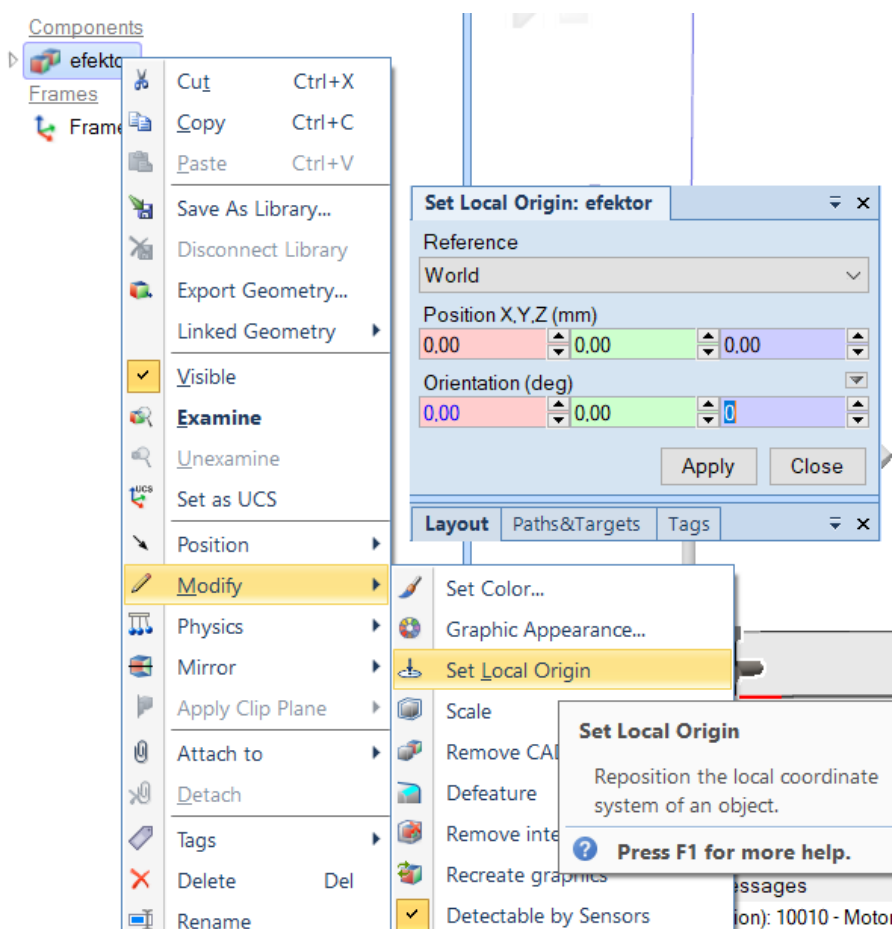 Components
efekto
Frames
Frame
Cut Ctrl+X
Copy Ctrl+C
Paste Ctrl+V
Save As Library...
Disconnect Library
Export Geometry...
Linked Geometry
Visible
Examine
Unexamine
UCS Set as UCS
Position
Modify
Physics
Mirror
Apply Clip Plane
Attach to
Detach
Tags
Delete Del
Rename
Set Local Origin: efektor
Reference
World
Position X,Y,Z (mm)
0,00 0,00 0,00
Orientation (deg)
0,00 0,00 0
Apply Close
Layout Paths&Targets Tags
Set Color...
Graphic Appearance...
Set Local Origin
Scale
Remove CAD
Defeature
Remove inte
Recreate graphics
Detectable by Sensors
Set Local Origin
Reposition the local coordinate
system of an object.
? Press F1 for more help.
essages
ion): 10010 - Motor